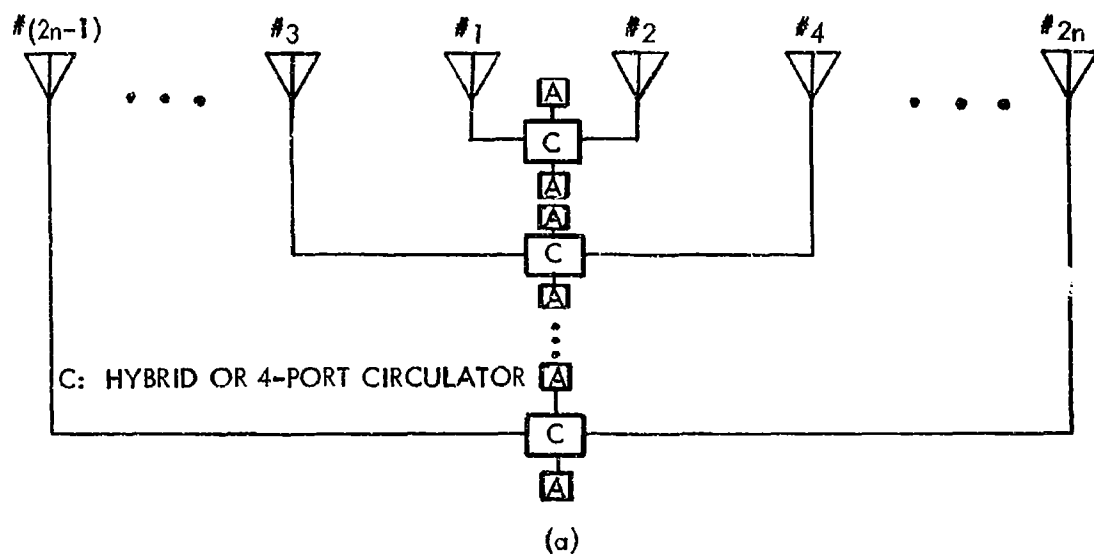 #(2n-1) #3 #1 #2 #4 #2n
A
C
A
A
C
A
C: HYBRID OR 4-PORT CIRCULATOR A
C
A
(a)